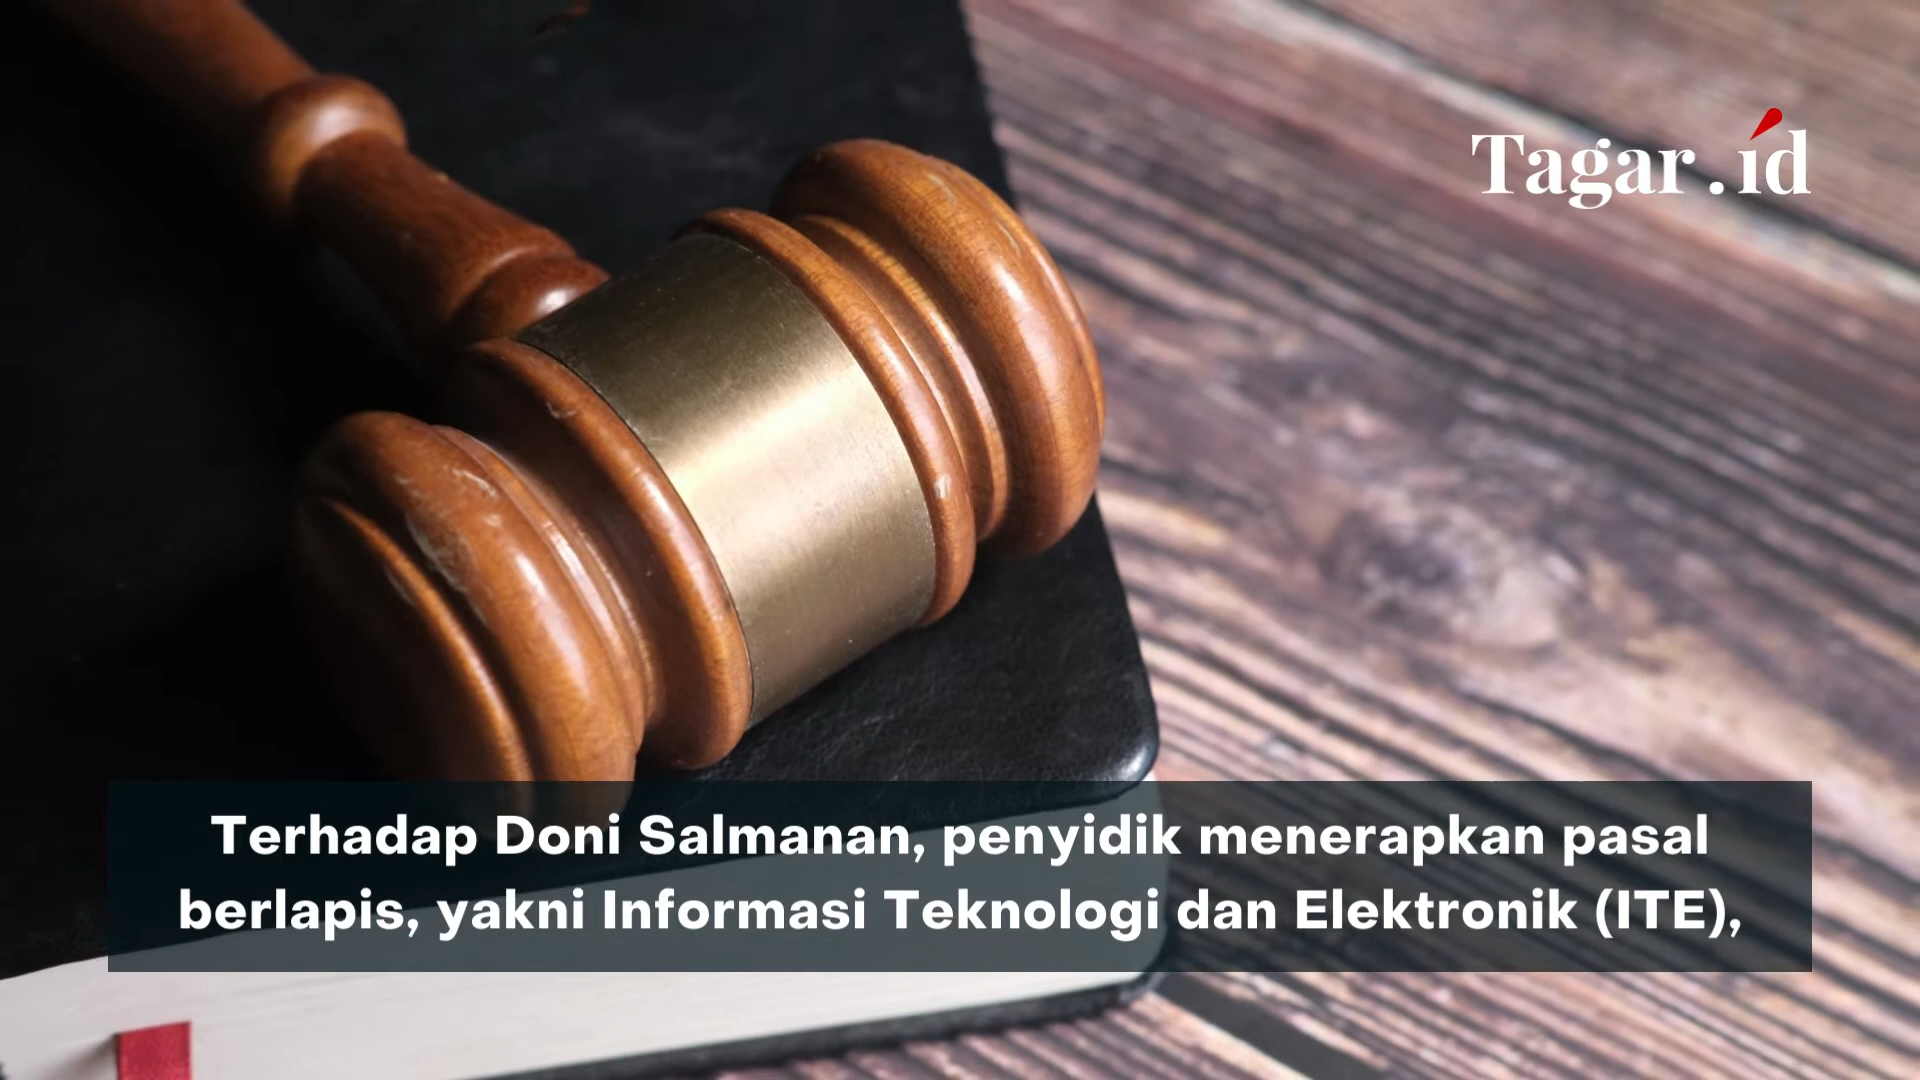 Tagar.id
Terhadap Doni Salmanan, penyidik menerapkan pasal
berlapis, yakni Informasi Teknologi dan Elektronik (ITE),